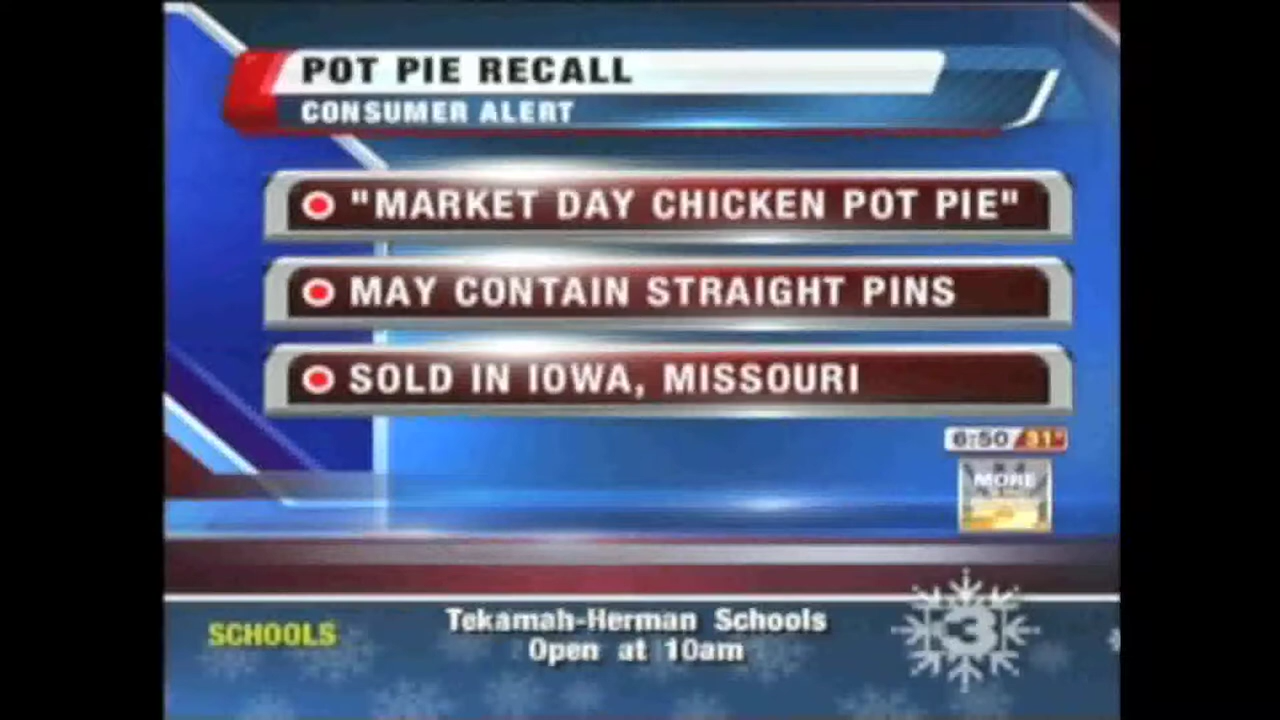 POT PIE RECALL
CONSUMER ALERT
"MARKET DAY CHICKEN POT PIE"
MAY CONTAIN STRAIGHT PINS
SOLD IN IOWA, MISSOURI
6:50 31°
MORE
SCHOOLS
Tekamah-Herman Schools
Open at 10am
3